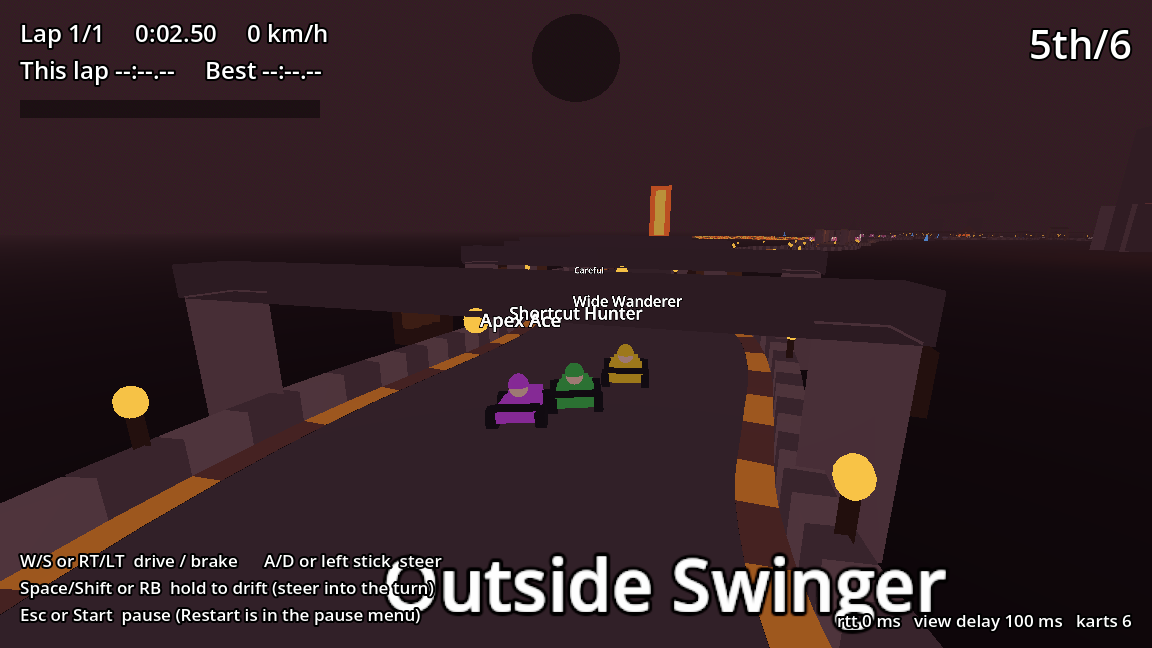 Lap 1/1 0:02.50 0 km/h
5th/6
This lap --:--.-- Best --:--.--
Careful
Wide Wanderer
Shortcut Hunter
Apex Ace
W/S or RT/LT drive / brake A/D or left stick steer
Space/Shift or RB hold to drift (steer into the turn)
Outside Swinger
Esc or Start pause (Restart is in the pause menu)
rtt 0 ms view delay 100 ms karts 6